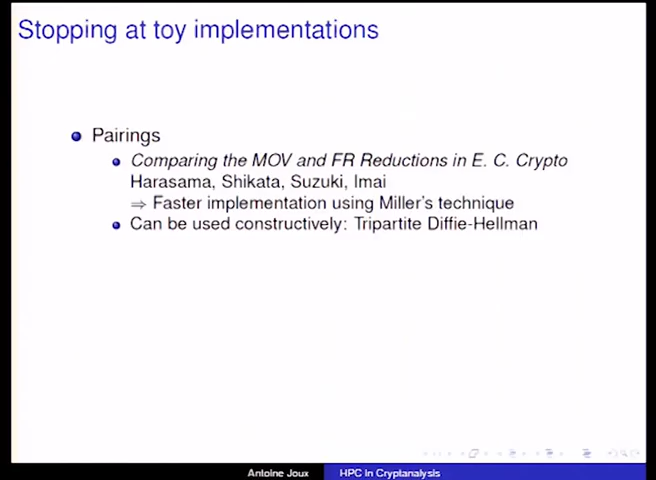 Stopping at toy implementations
Pairings
Comparing the MOV and FR Reductions in E. C. Crypto
Harasama, Shikata, Suzuki, Imai
⇒ Faster implementation using Miller's technique
Can be used constructively: Tripartite Diffie-Hellman
Antoine Joux
HPC in Cryptanalysis